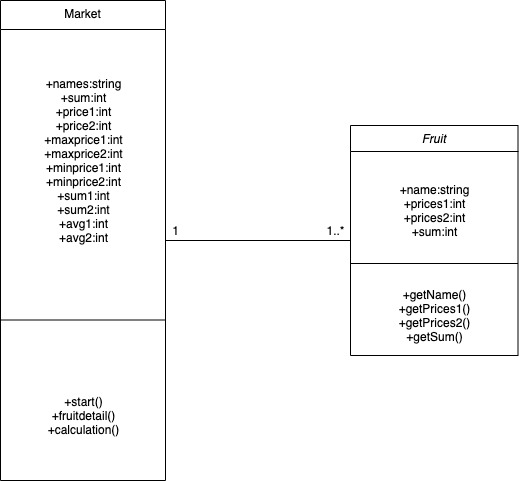 Market
+names:string
+sum:int
+price1:int
+price2:int
+maxprice1:int
+maxprice2:int
+minprice1:int
+minprice2:int
+sum1:int
+sum2:int
+avg1:int
+avg2:int
+start()
+fruitdetail()
+calculation()
1
1..*
Fruit
+name:string
+prices1:int
+prices2:int
+sum:int
+getName()
+getPrices1()
+getPrices2()
+getSum()